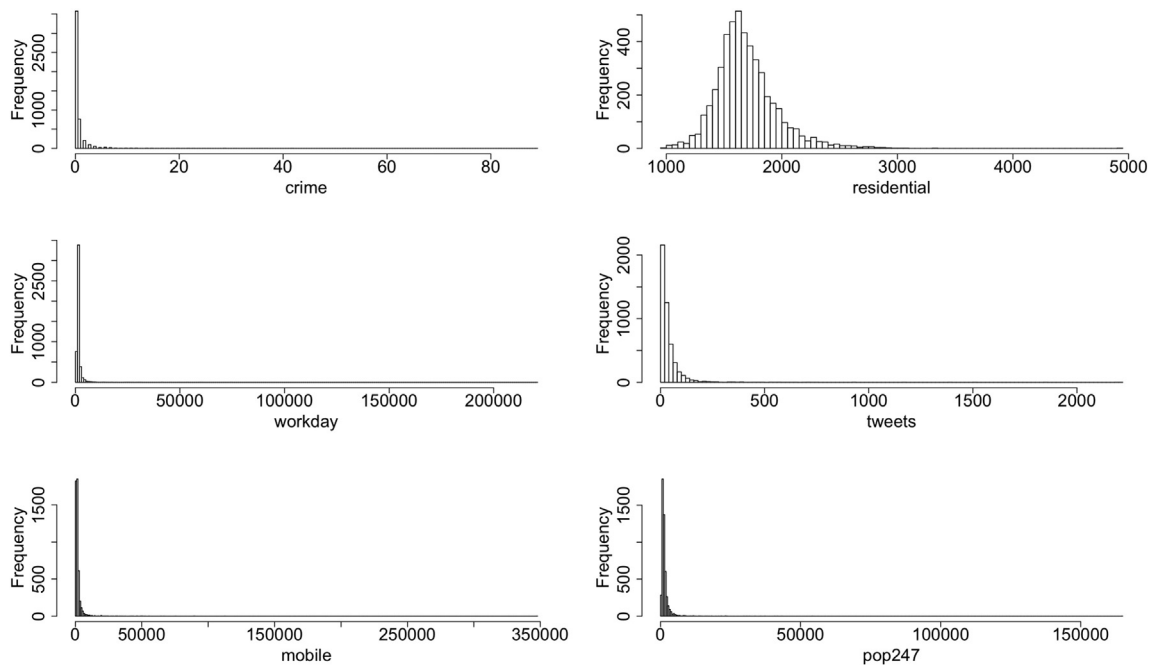 Frequency
2500
1000
0
0 20 40 60 80
crime
Frequency
400
200
0
1000 2000 3000 4000 5000
residential
Frequency
2500
1000
0
0 50000 100000 150000 200000
workday
Frequency
2000
1000
0
0 500 1000 1500 2000
tweets
Frequency
1500
500
0
0 50000 150000 250000 350000
mobile
Frequency
1500
500
0
0 50000 100000 150000
pop247